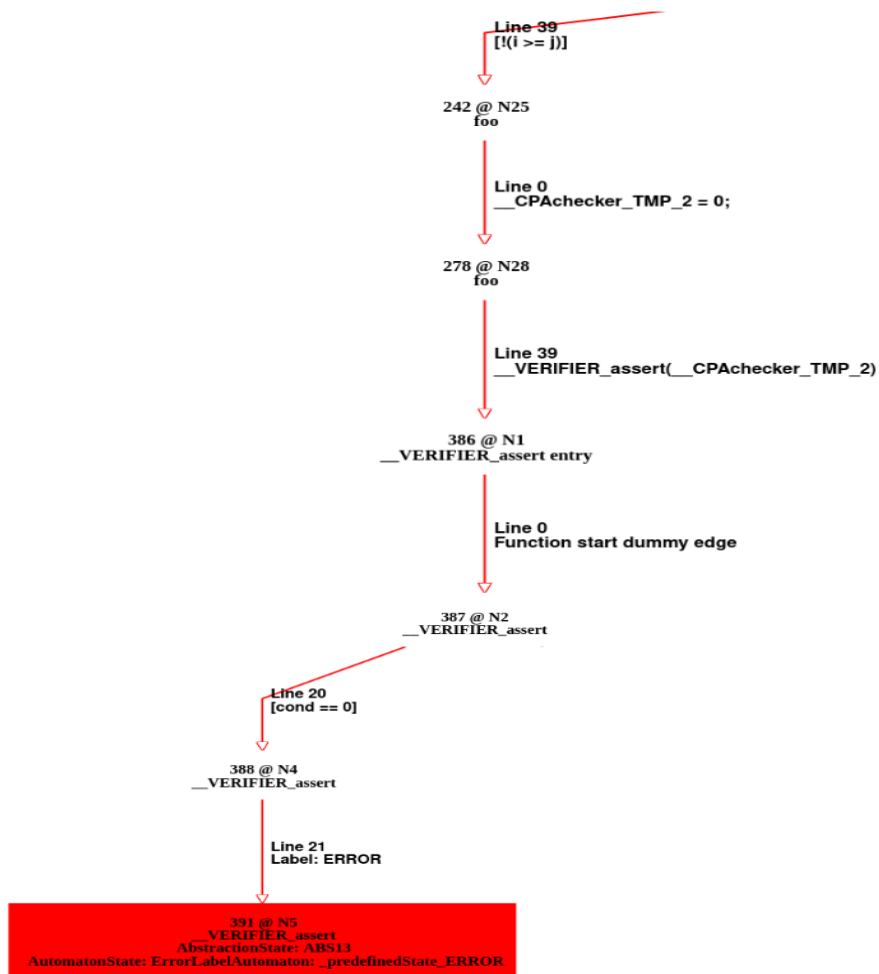 Line 39
[!(i >= j)]
242 @ N25
foo
Line 0
__CPAchecker_TMP_2 = 0;
278 @ N28
foo
Line 39
__VERIFIER_assert(__CPAchecker_TMP_2)
386 @ N1
__VERIFIER_assert entry
Line 0
Function start dummy edge
387 @ N2
__VERIFIER_assert
Line 20
[cond == 0]
388 @ N4
__VERIFIER_assert
Line 21
Label: ERROR
391 @ N5
__VERIFIER_assert
AbstractionState: ABS13
AutomatonState: ErrorLabelAutomaton: _predefinedState_ERROR